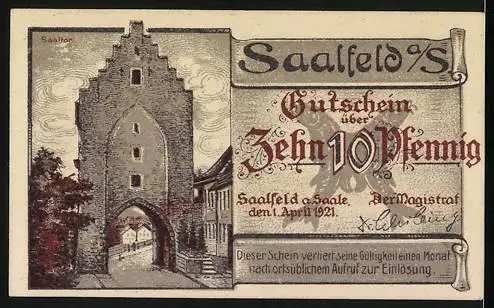 Saaltor
Saalfeld a/S.
Gutschein
über
Zehn 10 Pfennig
Saalfeld a. Saale, Der Magistrat
den 1. April 1921.
Dieser Schein verliert seine Gültigkeit einen Monat
nach ortsüblichem Aufruf zur Einlösung.